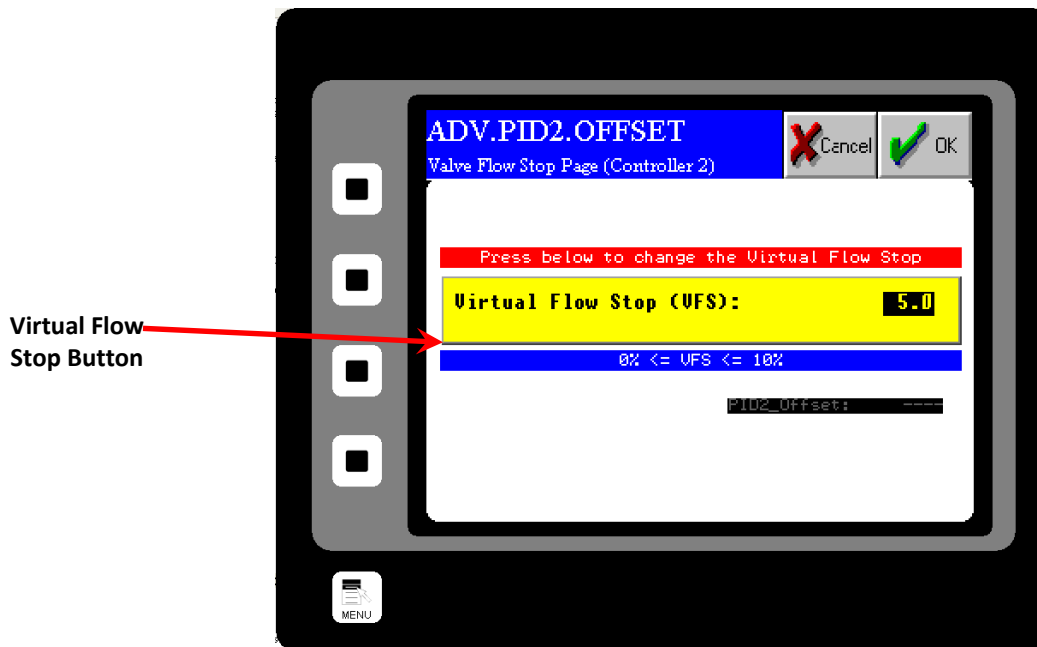 ADV.PID2.OFFSET
Valve Flow Stop Page (Controller 2)
Cancel
OK
Press below to change the Virtual Flow Stop
Virtual Flow Stop (VFS): 5.0
0% <= VFS <= 10%
PID2_Offset: ----
Virtual Flow
Stop Button
MENU